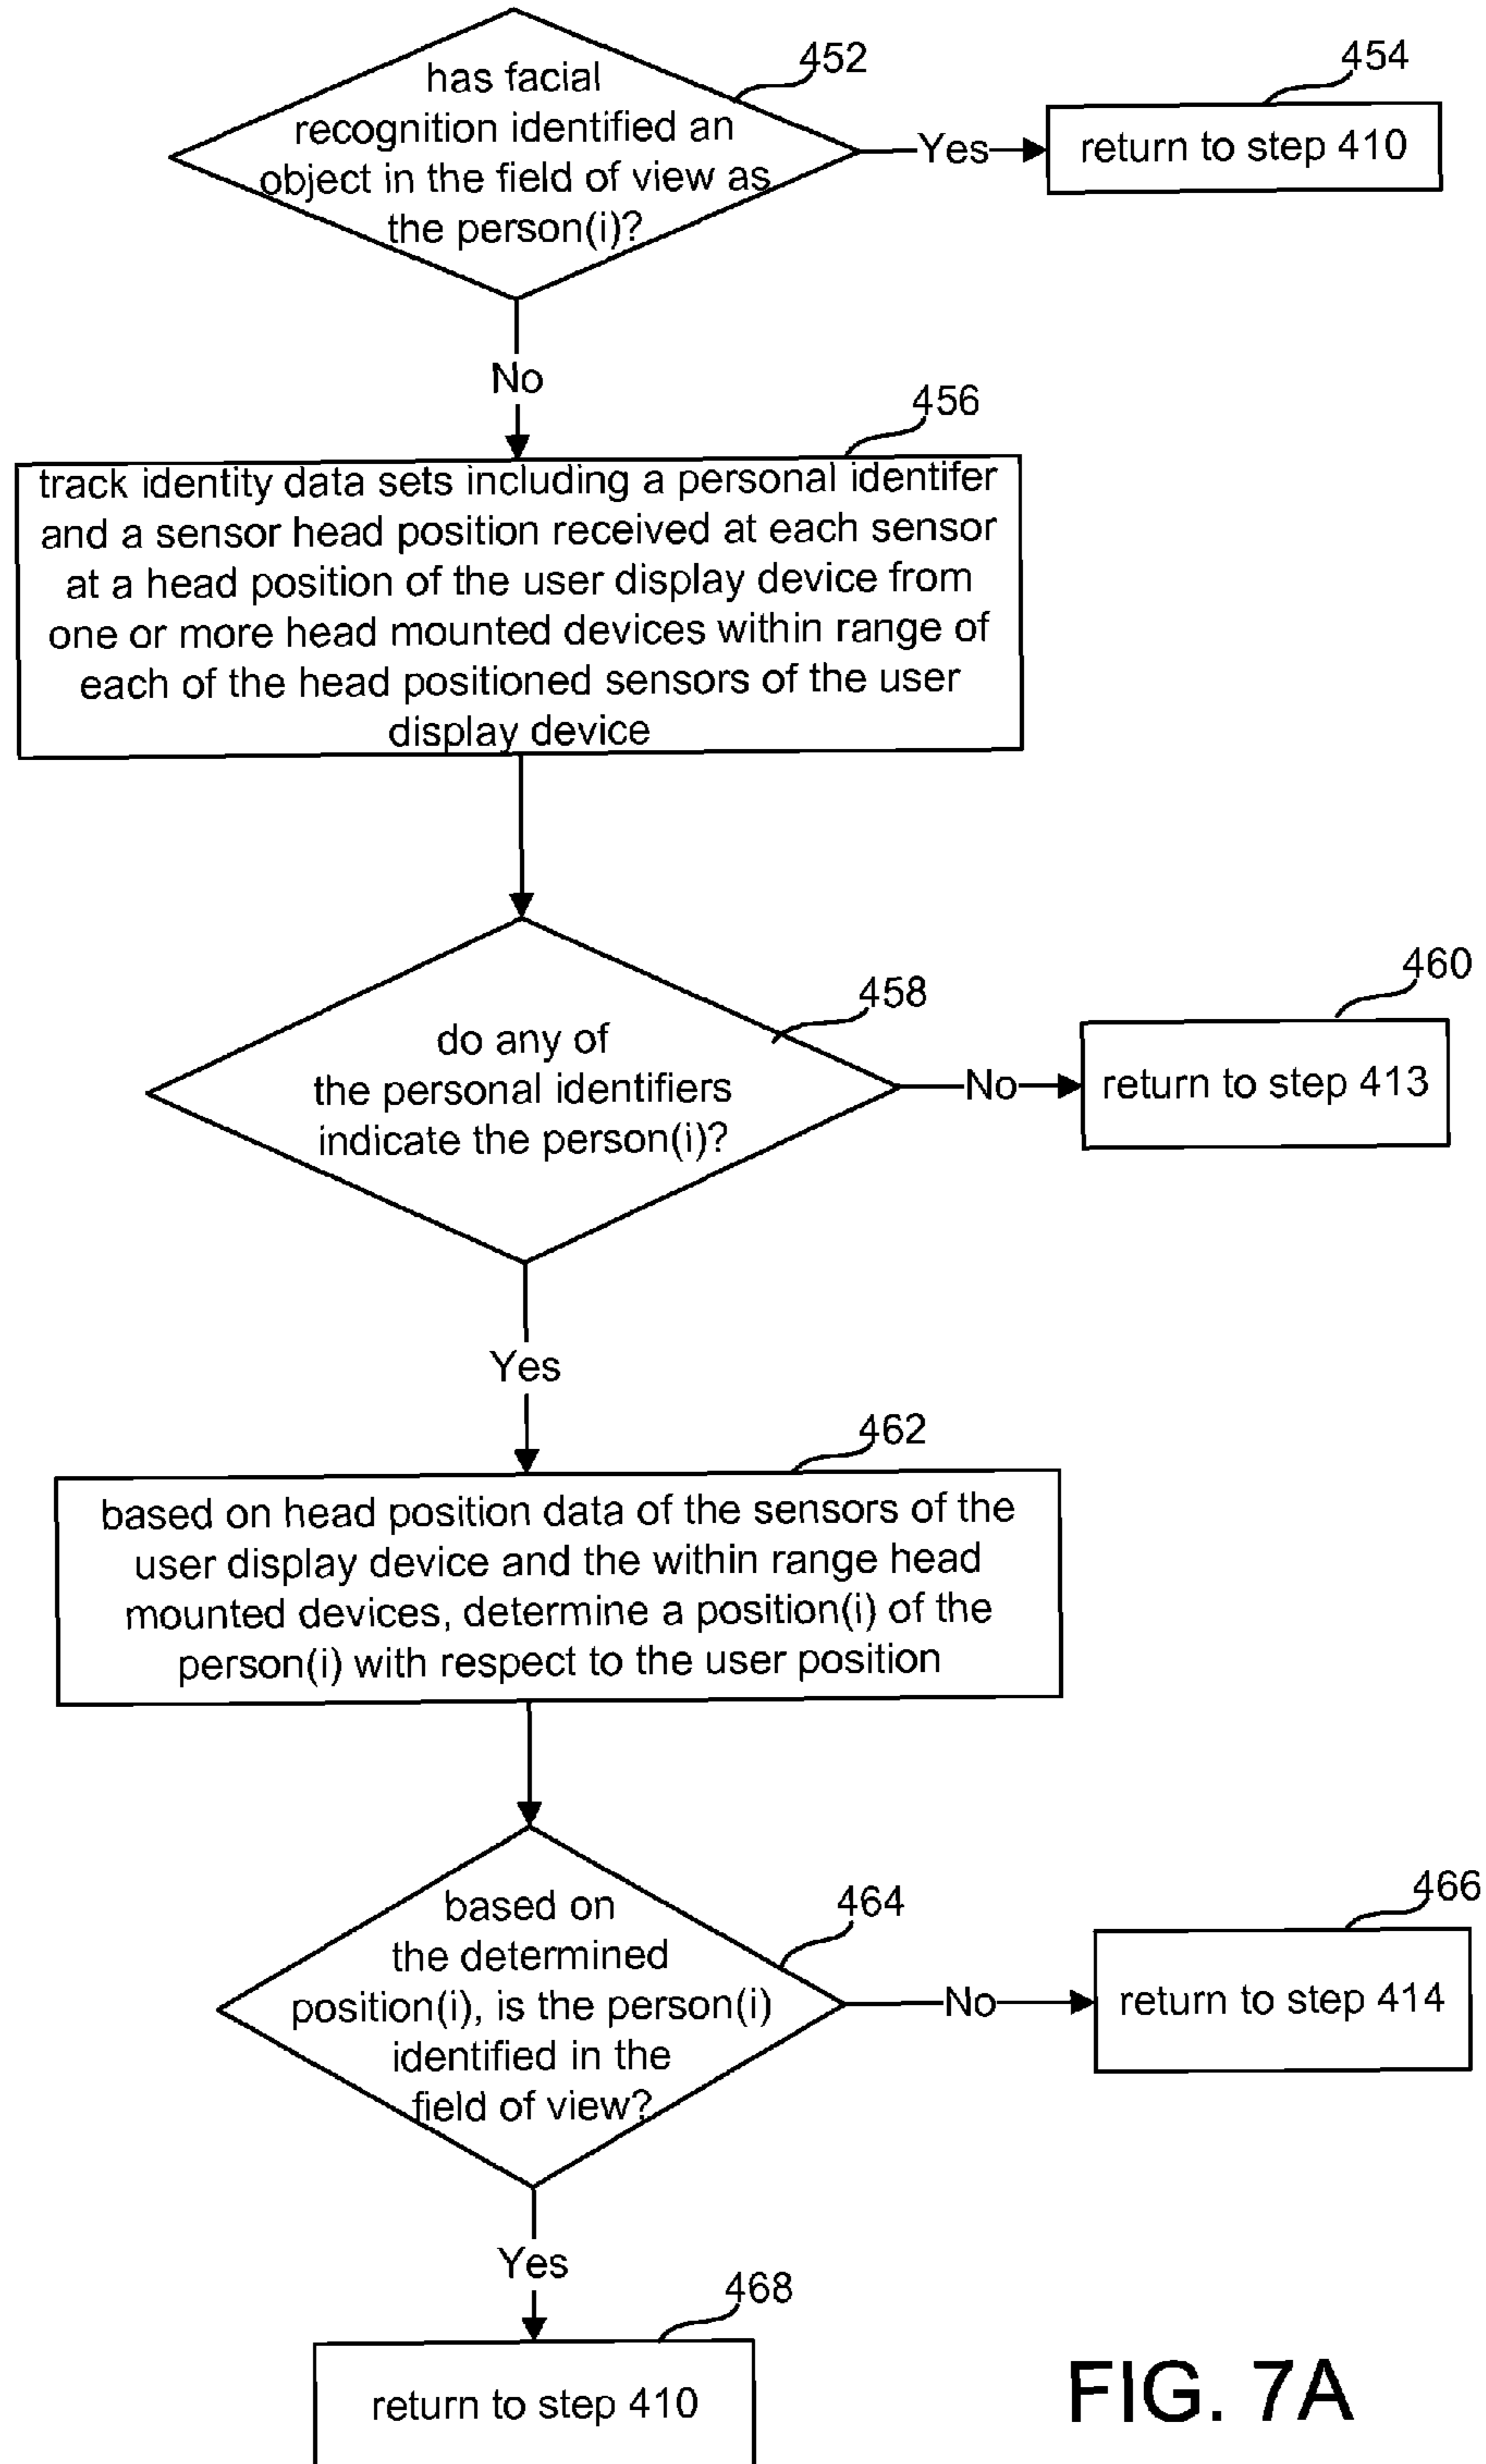 452
has facial
recognition identified an
object in the field of view as
the person(i)?
Yes
454
return to step 410
No
456
track identity data sets including a personal identifer
and a sensor head position received at each sensor
at a head position of the user display device from
one or more head mounted devices within range of
each of the head positioned sensors of the user
display device
458
do any of
the personal identifiers
indicate the person(i)?
No
460
return to step 413
Yes
462
based on head position data of the sensors of the
user display device and the within range head
mounted devices, determine a position(i) of the
person(i) with respect to the user position
464
based on
the determined
position(i), is the person(i)
identified in the
field of view?
No
466
return to step 414
Yes
468
return to step 410
FIG. 7A